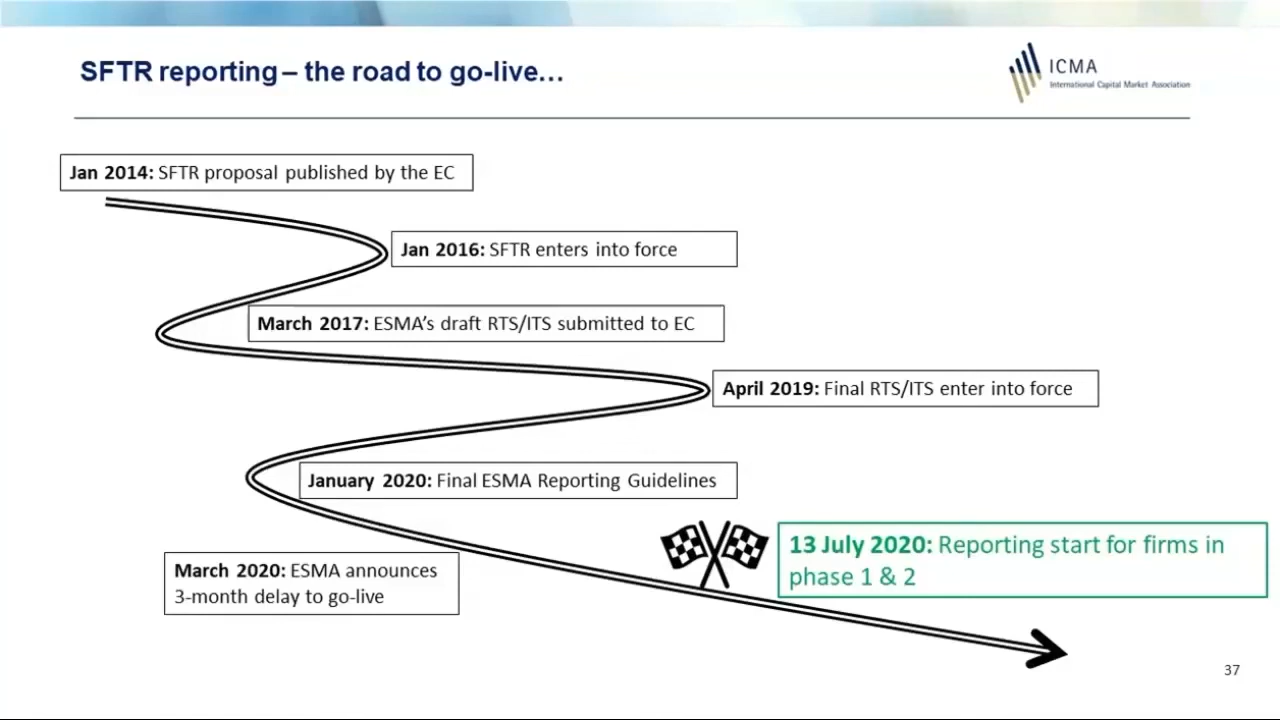 SFTR reporting – the road to go-live…
ICMA
International Capital Market Association
Jan 2014: SFTR proposal published by the EC
Jan 2016: SFTR enters into force
March 2017: ESMA’s draft RTS/ITS submitted to EC
April 2019: Final RTS/ITS enter into force
January 2020: Final ESMA Reporting Guidelines
13 July 2020: Reporting start for firms in
phase 1 & 2
March 2020: ESMA announces
3-month delay to go-live
37